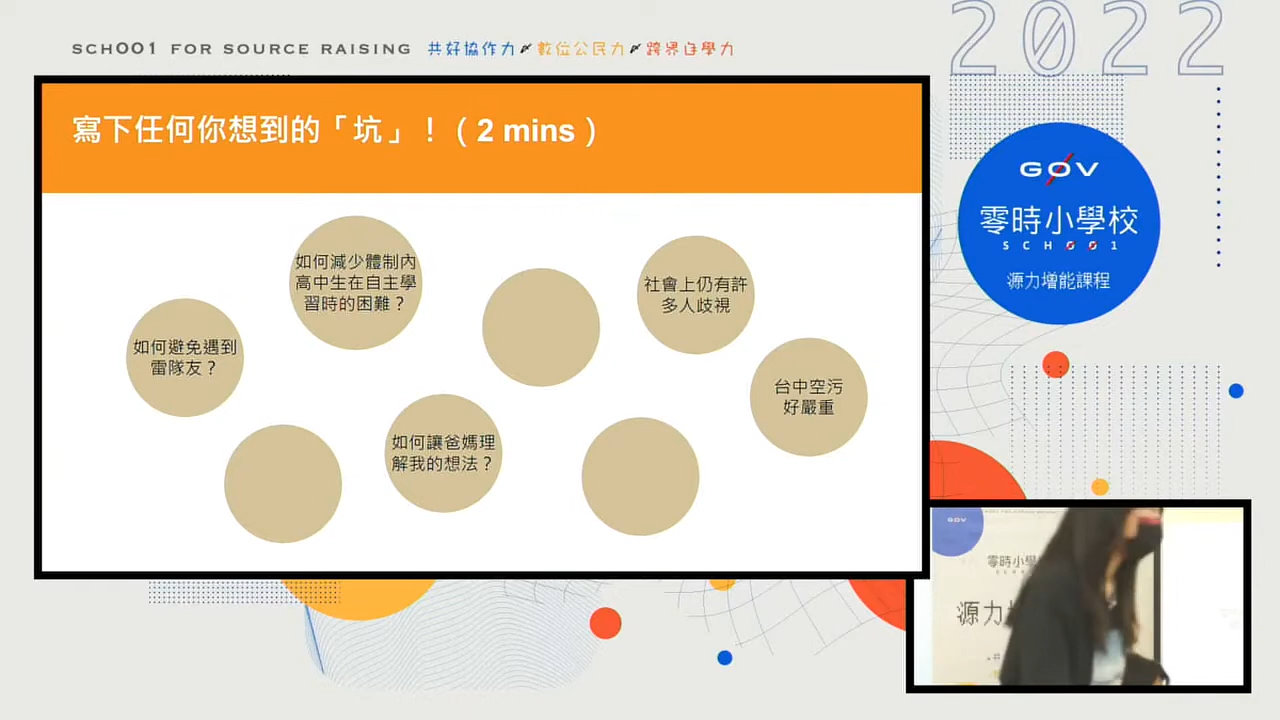 SCHOO1 FOR SOURCE RAISING 共好協作力 數位公民力 跨界自學力
2022
寫下任何你想到的「坑」！（2 mins）
如何減少體制內
高中生在自主學
習時的困難？
社會上仍有許
多人歧視
如何避免遇到
雷隊友？
台中空污
好嚴重
如何讓爸媽理
解我的想法？
GØV
零時小學校
SCHØØ1
源力增能課程
GOV
零時小學
源力